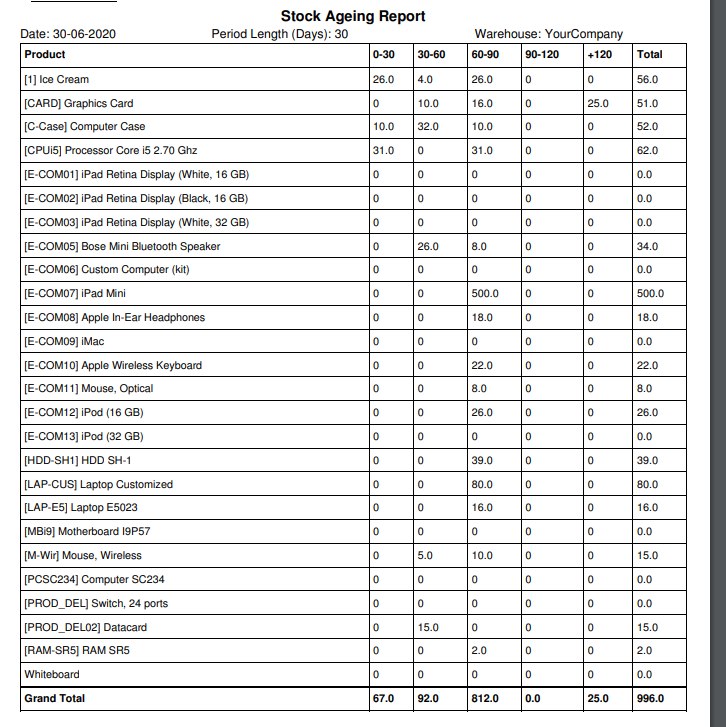 Stock Ageing Report
Date: 30-06-2020 Period Length (Days): 30 Warehouse: YourCompany
Product 0-30 30-60 60-90 90-120 +120 Total
[1] Ice Cream 26.0 4.0 26.0 0 0 56.0
[CARD] Graphics Card 0 10.0 16.0 0 25.0 51.0
[C-Case] Computer Case 10.0 32.0 10.0 0 0 52.0
[CPUi5] Processor Core i5 2.70 Ghz 31.0 0 31.0 0 0 62.0
[E-COM01] iPad Retina Display (White, 16 GB) 0 0 0 0 0 0.0
[E-COM02] iPad Retina Display (Black, 16 GB) 0 0 0 0 0 0.0
[E-COM03] iPad Retina Display (White, 32 GB) 0 0 0 0 0 0.0
[E-COM05] Bose Mini Bluetooth Speaker 0 26.0 8.0 0 0 34.0
[E-COM06] Custom Computer (kit) 0 0 0 0 0 0.0
[E-COM07] iPad Mini 0 0 500.0 0 0 500.0
[E-COM08] Apple In-Ear Headphones 0 0 18.0 0 0 18.0
[E-COM09] iMac 0 0 0 0 0 0.0
[E-COM10] Apple Wireless Keyboard 0 0 22.0 0 0 22.0
[E-COM11] Mouse, Optical 0 0 8.0 0 0 8.0
[E-COM12] iPod (16 GB) 0 0 26.0 0 0 26.0
[E-COM13] iPod (32 GB) 0 0 0 0 0 0.0
[HDD-SH1] HDD SH-1 0 0 39.0 0 0 39.0
[LAP-CUS] Laptop Customized 0 0 80.0 0 0 80.0
[LAP-E5] Laptop E5023 0 0 16.0 0 0 16.0
[MBi9] Motherboard I9P57 0 0 0 0 0 0.0
[M-Wir] Mouse, Wireless 0 5.0 10.0 0 0 15.0
[PCSC234] Computer SC234 0 0 0 0 0 0.0
[PROD_DEL] Switch, 24 ports 0 0 0 0 0 0.0
[PROD_DEL02] Datacard 0 15.0 0 0 0 15.0
[RAM-SR5] RAM SR5 0 0 2.0 0 0 2.0
Whiteboard 0 0 0 0 0 0.0
Grand Total 67.0 92.0 812.0 0.0 25.0 996.0